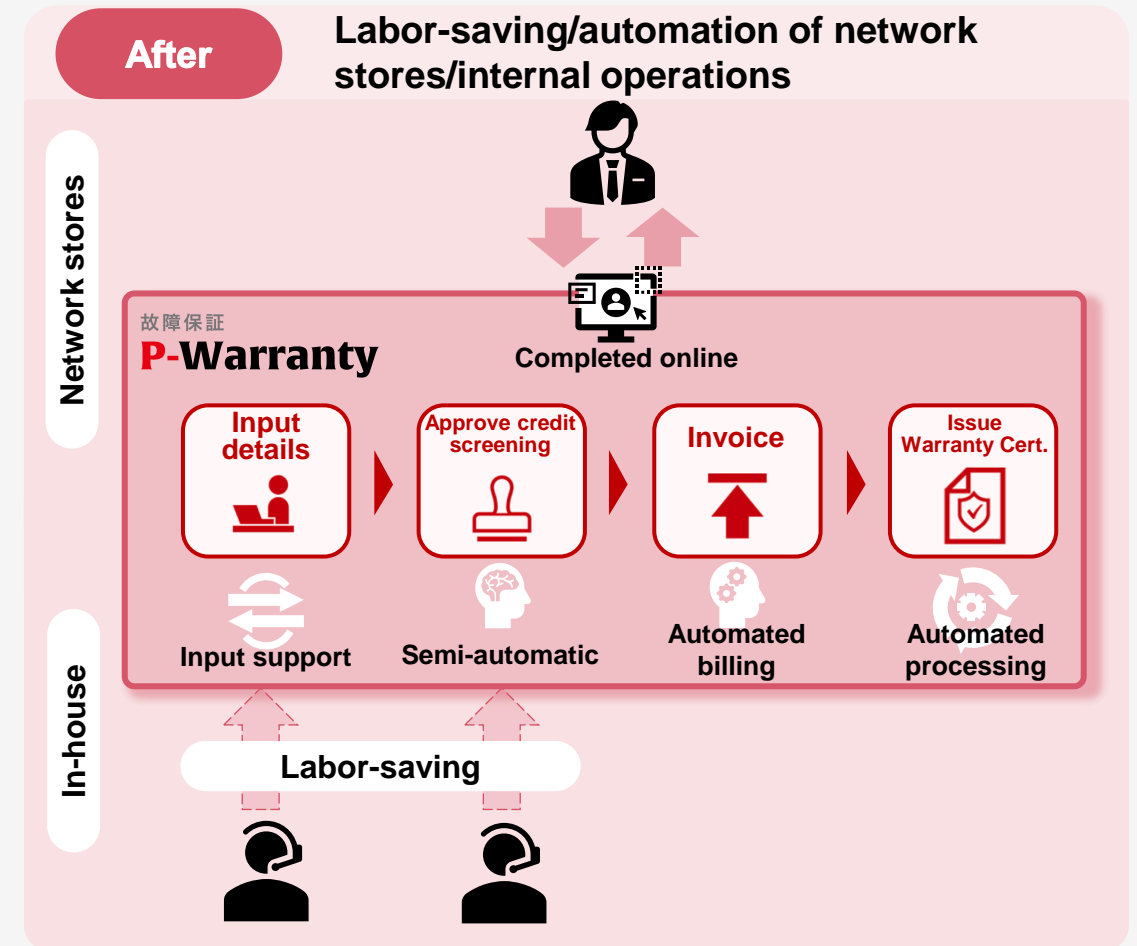 After
Labor-saving/automation of network
stores/internal operations
Network stores
故障保証
P-Warranty
Completed online
Input
details
Approve credit
screening
Invoice
Issue
Warranty Cert.
Input support
Semi-automatic
Automated
billing
Automated
processing
In-house
Labor-saving